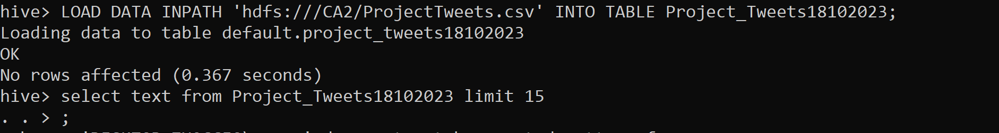 hive> LOAD DATA INPATH 'hdfs:///CA2/ProjectTweets.csv' INTO TABLE Project_Tweets18102023;
Loading data to table default.project_tweets18102023
OK
No rows affected (0.367 seconds)
hive> select text from Project_Tweets18102023 limit 15
. . > ;